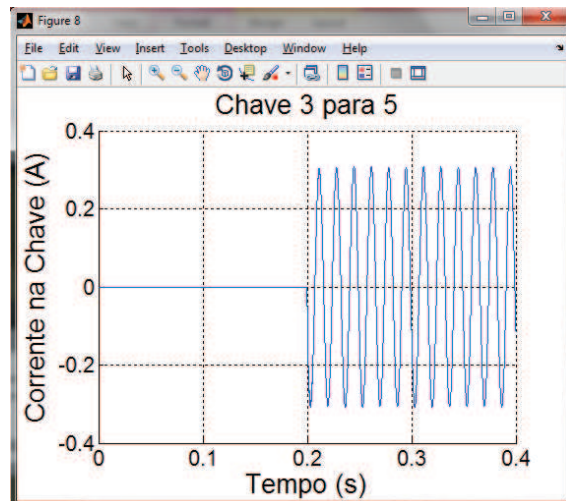 Figure 8
File Edit View Insert Tools Desktop Window Help
Chave 3 para 5
Corrente na Chave (A)
0.4
0.2
0
-0.2
-0.4
0 0.1 0.2 0.3 0.4
Tempo (s)